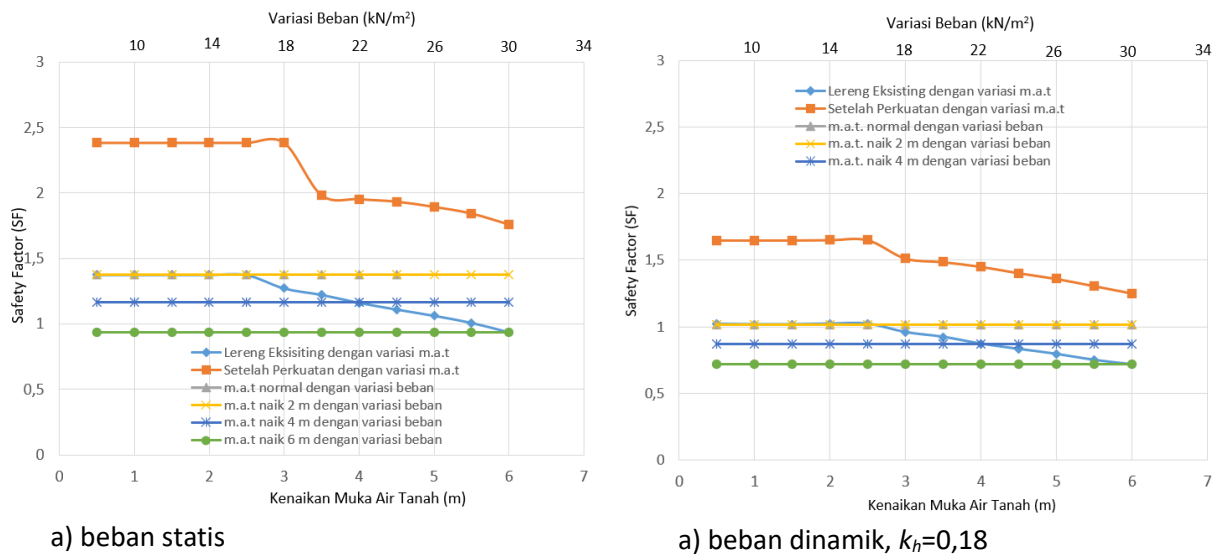 Variasi Beban (kN/m²)
10 14 18 22 26 30 34
3
2,5
2
1,5
1
0,5
0
Safety Factor (SF)
Lereng Eksisiting dengan variasi m.a.t
Setelah Perkuatan dengan variasi m.a.t
m.a.t normal dengan variasi beban
m.a.t naik 2 m dengan variasi beban
m.a.t naik 4 m dengan variasi beban
m.a.t naik 6 m dengan variasi beban
0 1 2 3 4 5 6 7
Kenaikan Muka Air Tanah (m)
a) beban statis
Variasi Beban (kN/m²)
10 14 18 22 26 30 34
3
2,5
2
1,5
1
0,5
0
Safety Factor (SF)
Lereng Eksisting dengan variasi m.a.t
Setelah Perkuatan dengan variasi m.a.t
m.a.t. normal dengan variasi beban
m.a.t. naik 2 m dengan variasi beban
m.a.t. naik 4 m dengan variasi beban
0 1 2 3 4 5 6 7
Kenaikan Muka Air Tanah (m)
a) beban dinamik, kh=0,18